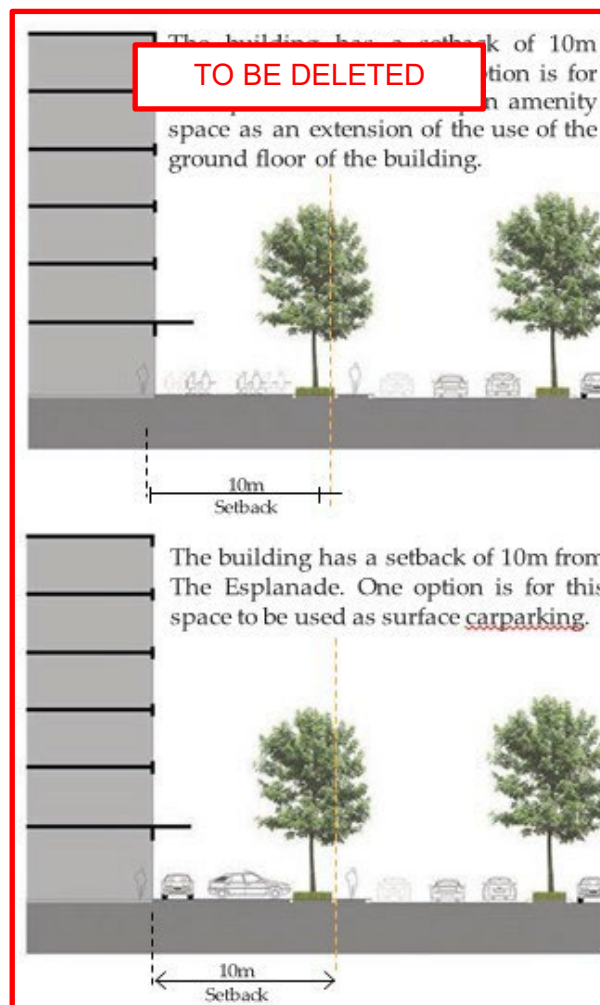 The building has a setback of 10m
TO BE DELETED
tion is for
n amenity
space as an extension of the use of the
ground floor of the building.
10m
Setback
The building has a setback of 10m from
The Esplanade. One option is for this
space to be used as surface carparking.
10m
Setback